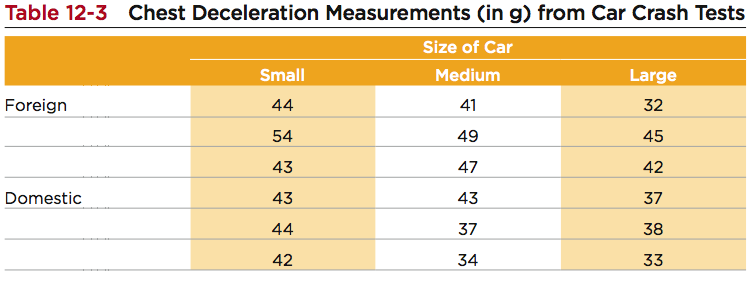 Table 12-3 Chest Deceleration Measurements (in g) from Car Crash Tests
Size of Car
Small Medium Large
Foreign 44 41 32
54 49 45
43 47 42
Domestic 43 43 37
44 37 38
42 34 33